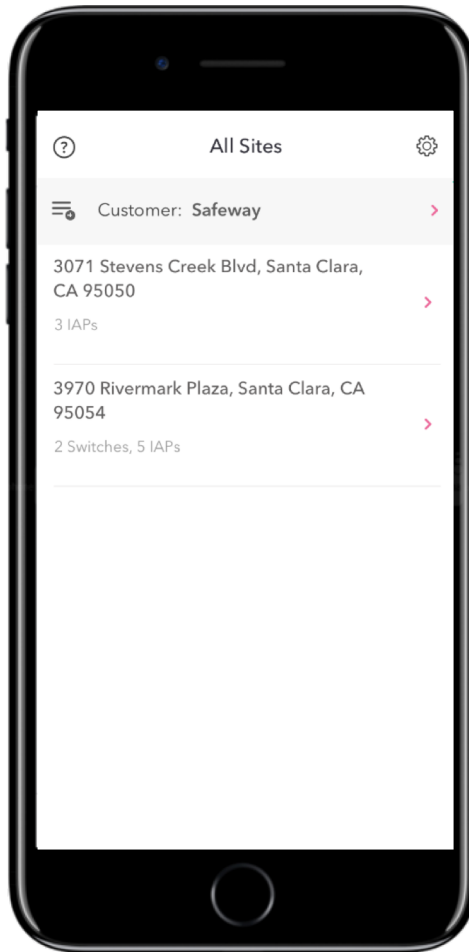 All Sites
Customer: Safeway
3071 Stevens Creek Blvd, Santa Clara,
CA 95050
3 IAPs
3970 Rivermark Plaza, Santa Clara, CA
95054
2 Switches, 5 IAPs